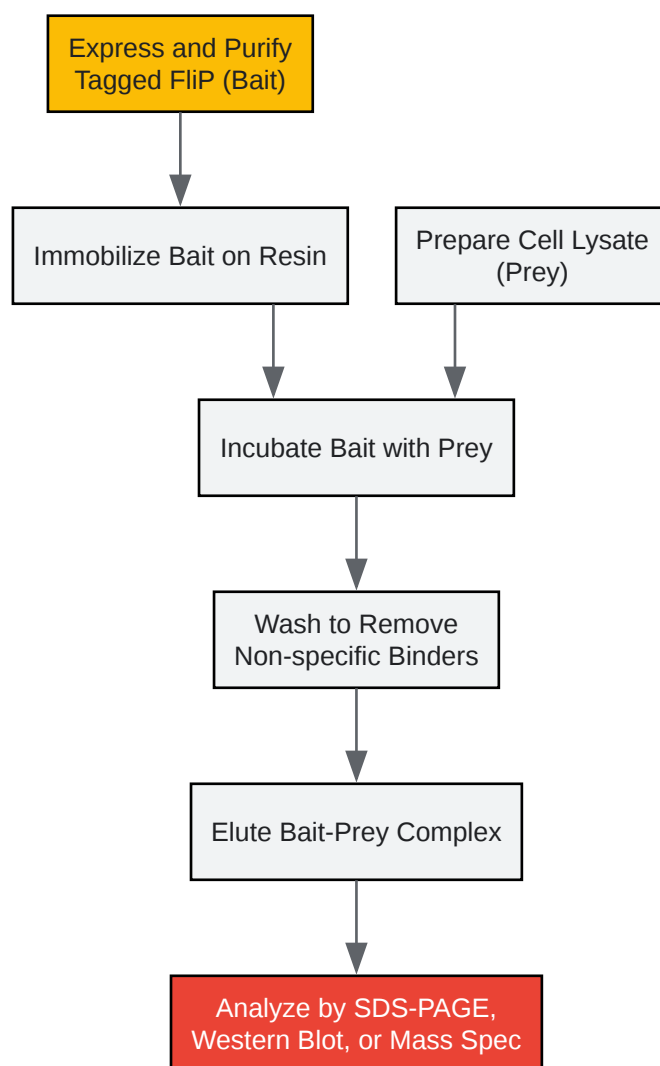 Express and Purify
Tagged FliP (Bait)
Immobilize Bait on Resin
Prepare Cell Lysate
(Prey)
Incubate Bait with Prey
Wash to Remove
Non-specific Binders
Elute Bait-Prey Complex
Analyze by SDS-PAGE,
Western Blot, or Mass Spec